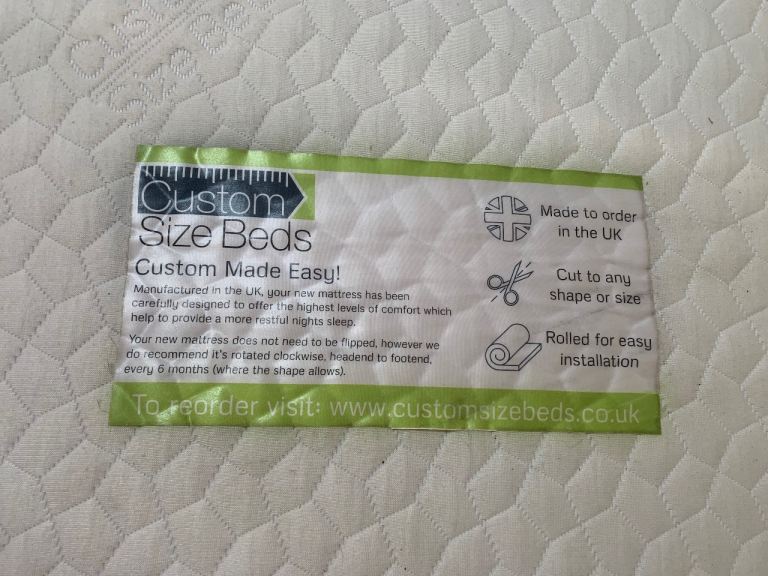 Custom
Size Beds
Custom
Size Beds
Custom Made Easy!
Manufactured in the UK, your new mattress has been
carefully designed to offer the highest levels of comfort which
help to provide a more restful nights sleep.
Your new mattress does not need to be flipped, however we
do recommend it's rotated clockwise, headend to footend,
every 6 months (where the shape allows).
Made to order
in the UK
Cut to any
shape or size
Rolled for easy
installation
To reorder visit: www.customsizebeds.co.uk